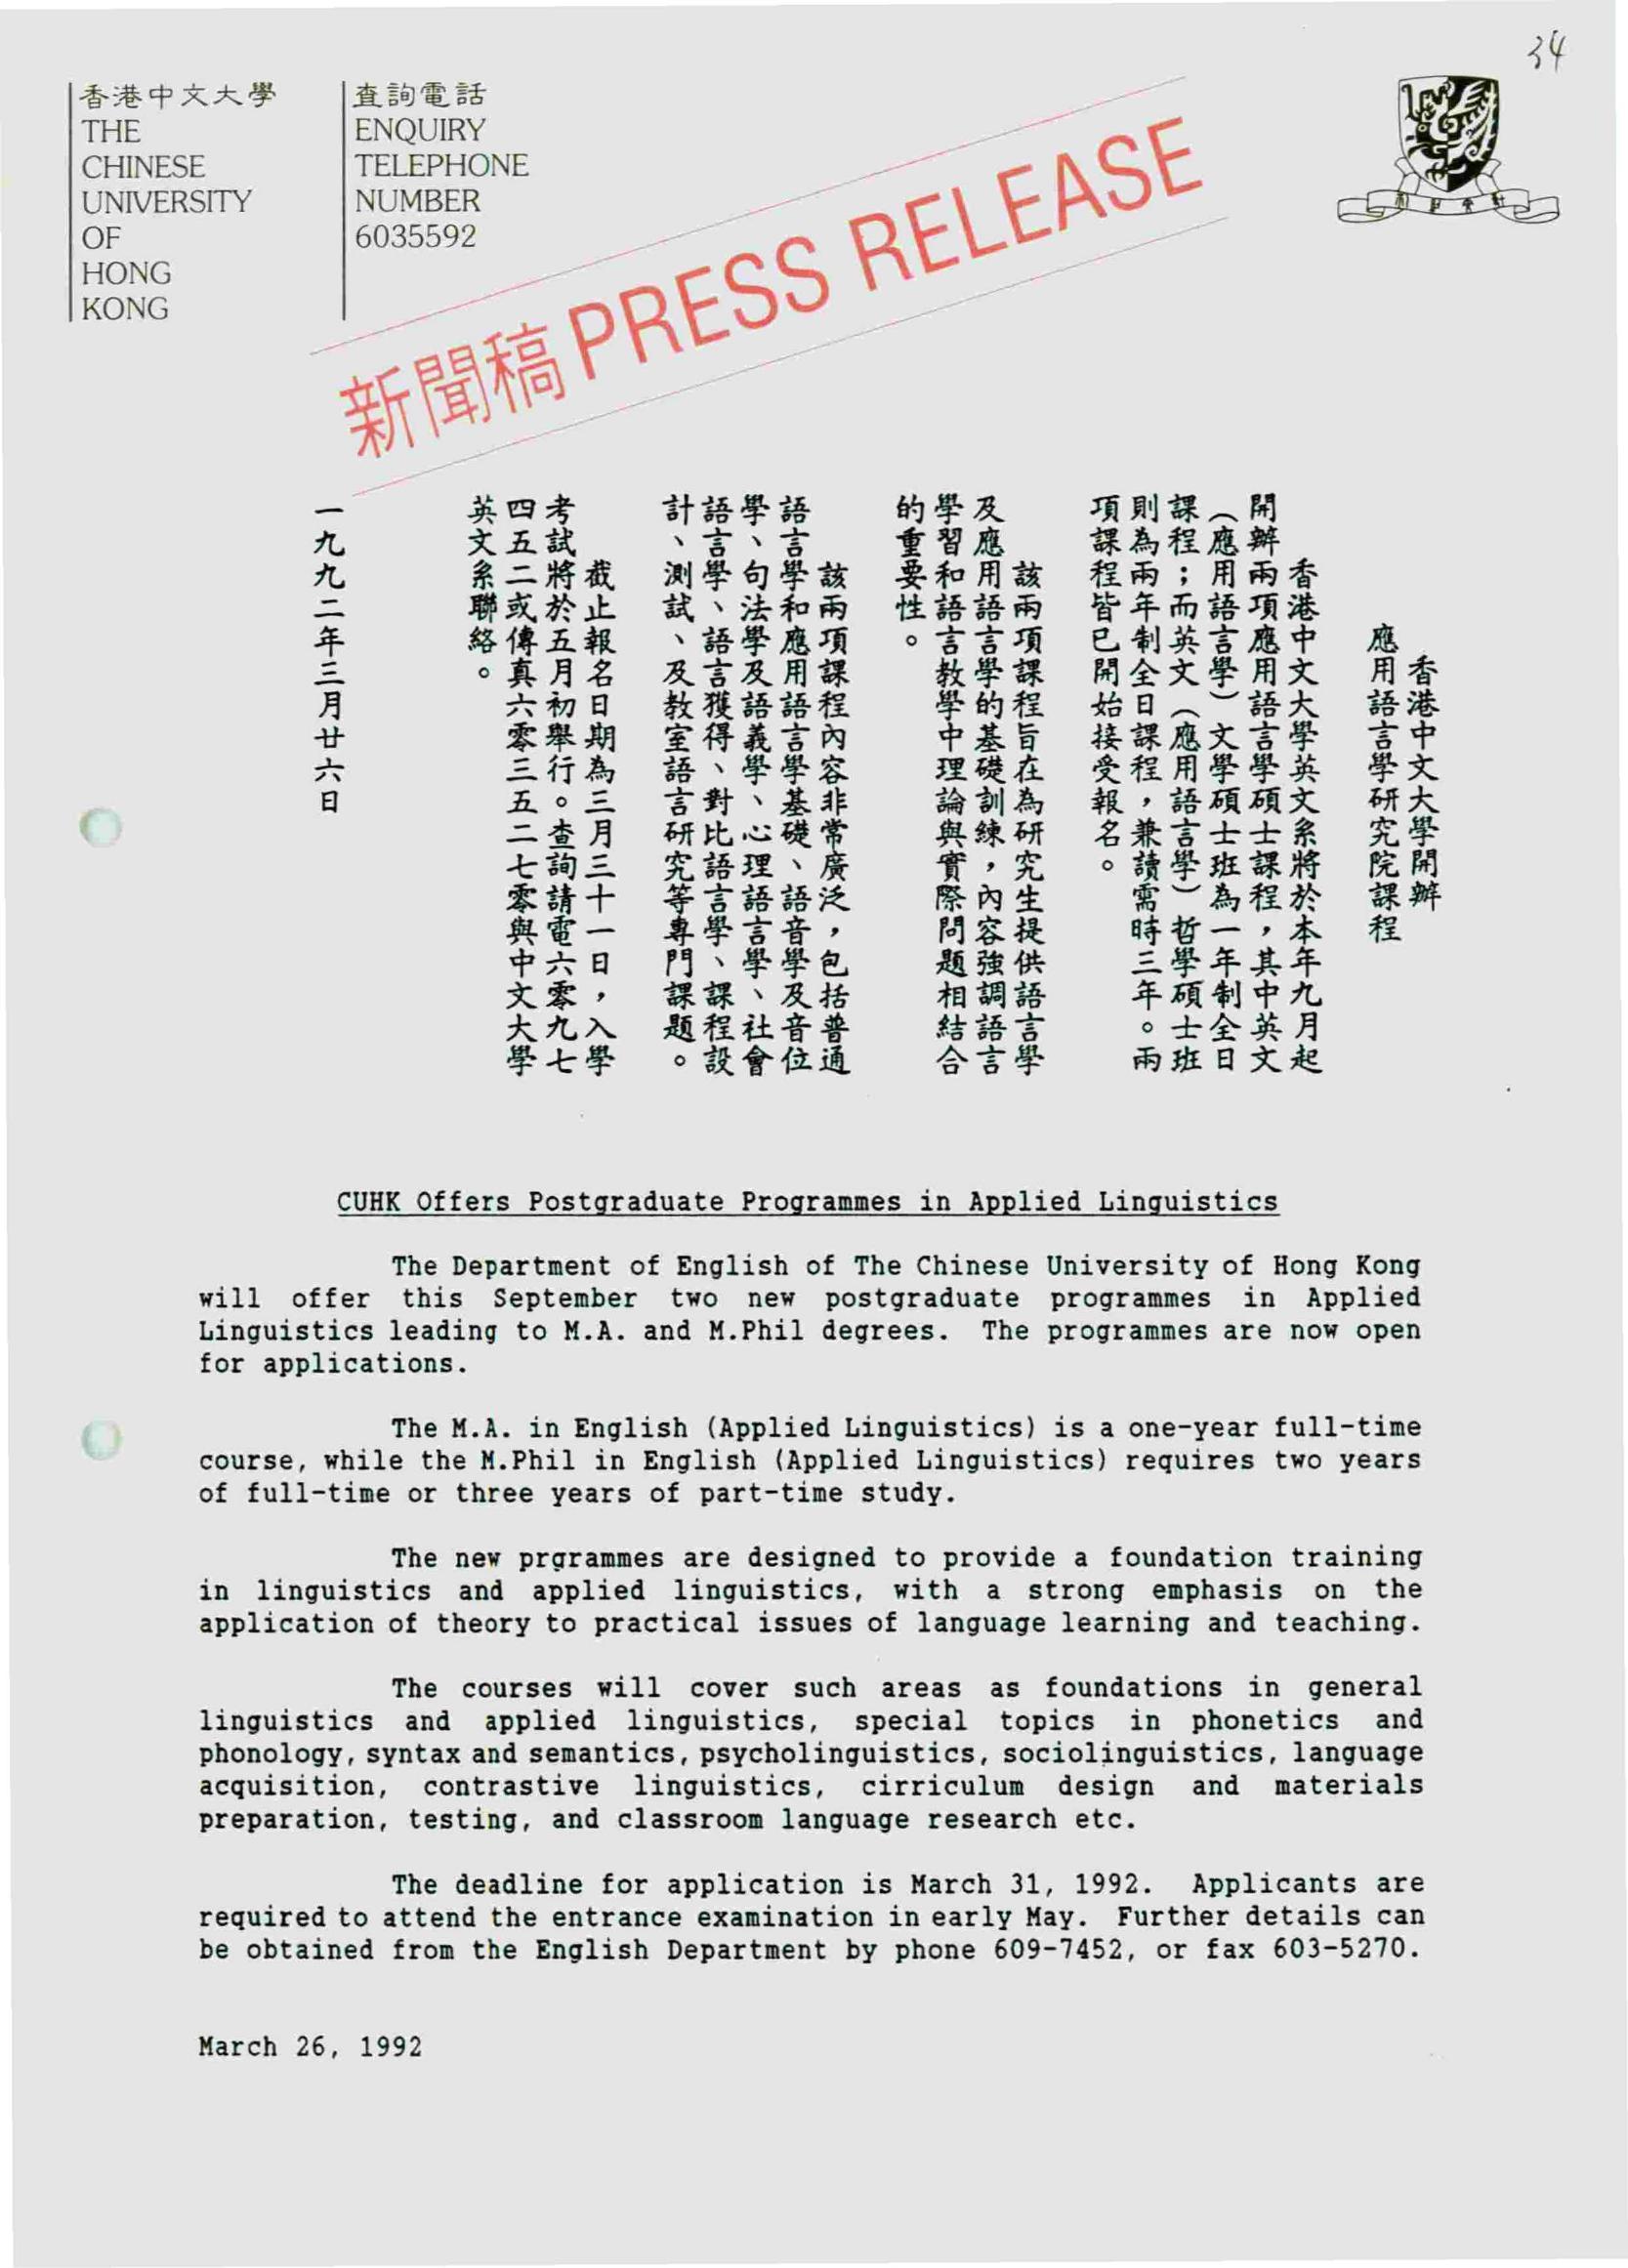 34
香港中文大學
THE
CHINESE
UNIVERSITY
OF
HONG
KONG
查詢電話
ENQUIRY
TELEPHONE
NUMBER
6035592
新聞稿 PRESS RELEASE
香港中文大學開辦
應用語言學研究院課程
香港中文大學英文系將於本年九月起
開辦兩項應用語言學碩士課程，其中英文
（應用語言學）文學碩士班為一年制全日
課程；而英文（應用語言學）哲學碩士班
則為兩年制全日課程，兼讀需時三年。兩
項課程皆已開始接受報名。
該兩項課程旨在為研究生提供語言學
及應用語言學的基礎訓練，內容強調語言
學習和語言教學中理論與實際問題相結合
的重要性。
該兩項課程內容非常廣泛，包括普通
語言學和應用語言學基礎、語音學及音位
學、句法學及語義學、心理語言學、社會
語言學、語言獲得、對比語言學、課程設
計、測試、及教室語言研究等專門課題。
截止報名日期為三月三十一日，入學
考試將於五月初舉行。查詢請電六零九七
四五二或傳真六零三五二七零與中文大學
英文系聯絡。
一九九二年三月廿六日
CUHK Offers Postgraduate Programmes in Applied Linguistics
The Department of English of The Chinese University of Hong Kong
will offer this September two new postgraduate programmes in Applied
Linguistics leading to M.A. and M.Phil degrees. The programmes are now open
for applications.
The M.A. in English (Applied Linguistics) is a one-year full-time
course, while the M.Phil in English (Applied Linguistics) requires two years
of full-time or three years of part-time study.
The new prgrammes are designed to provide a foundation training
in linguistics and applied linguistics, with a strong emphasis on the
application of theory to practical issues of language learning and teaching.
The courses will cover such areas as foundations in general
linguistics and applied linguistics, special topics in phonetics and
phonology, syntax and semantics, psycholinguistics, sociolinguistics, language
acquisition, contrastive linguistics, cirriculum design and materials
preparation, testing, and classroom language research etc.
The deadline for application is March 31, 1992. Applicants are
required to attend the entrance examination in early May. Further details can
be obtained from the English Department by phone 609-7452, or fax 603-5270.
March 26, 1992